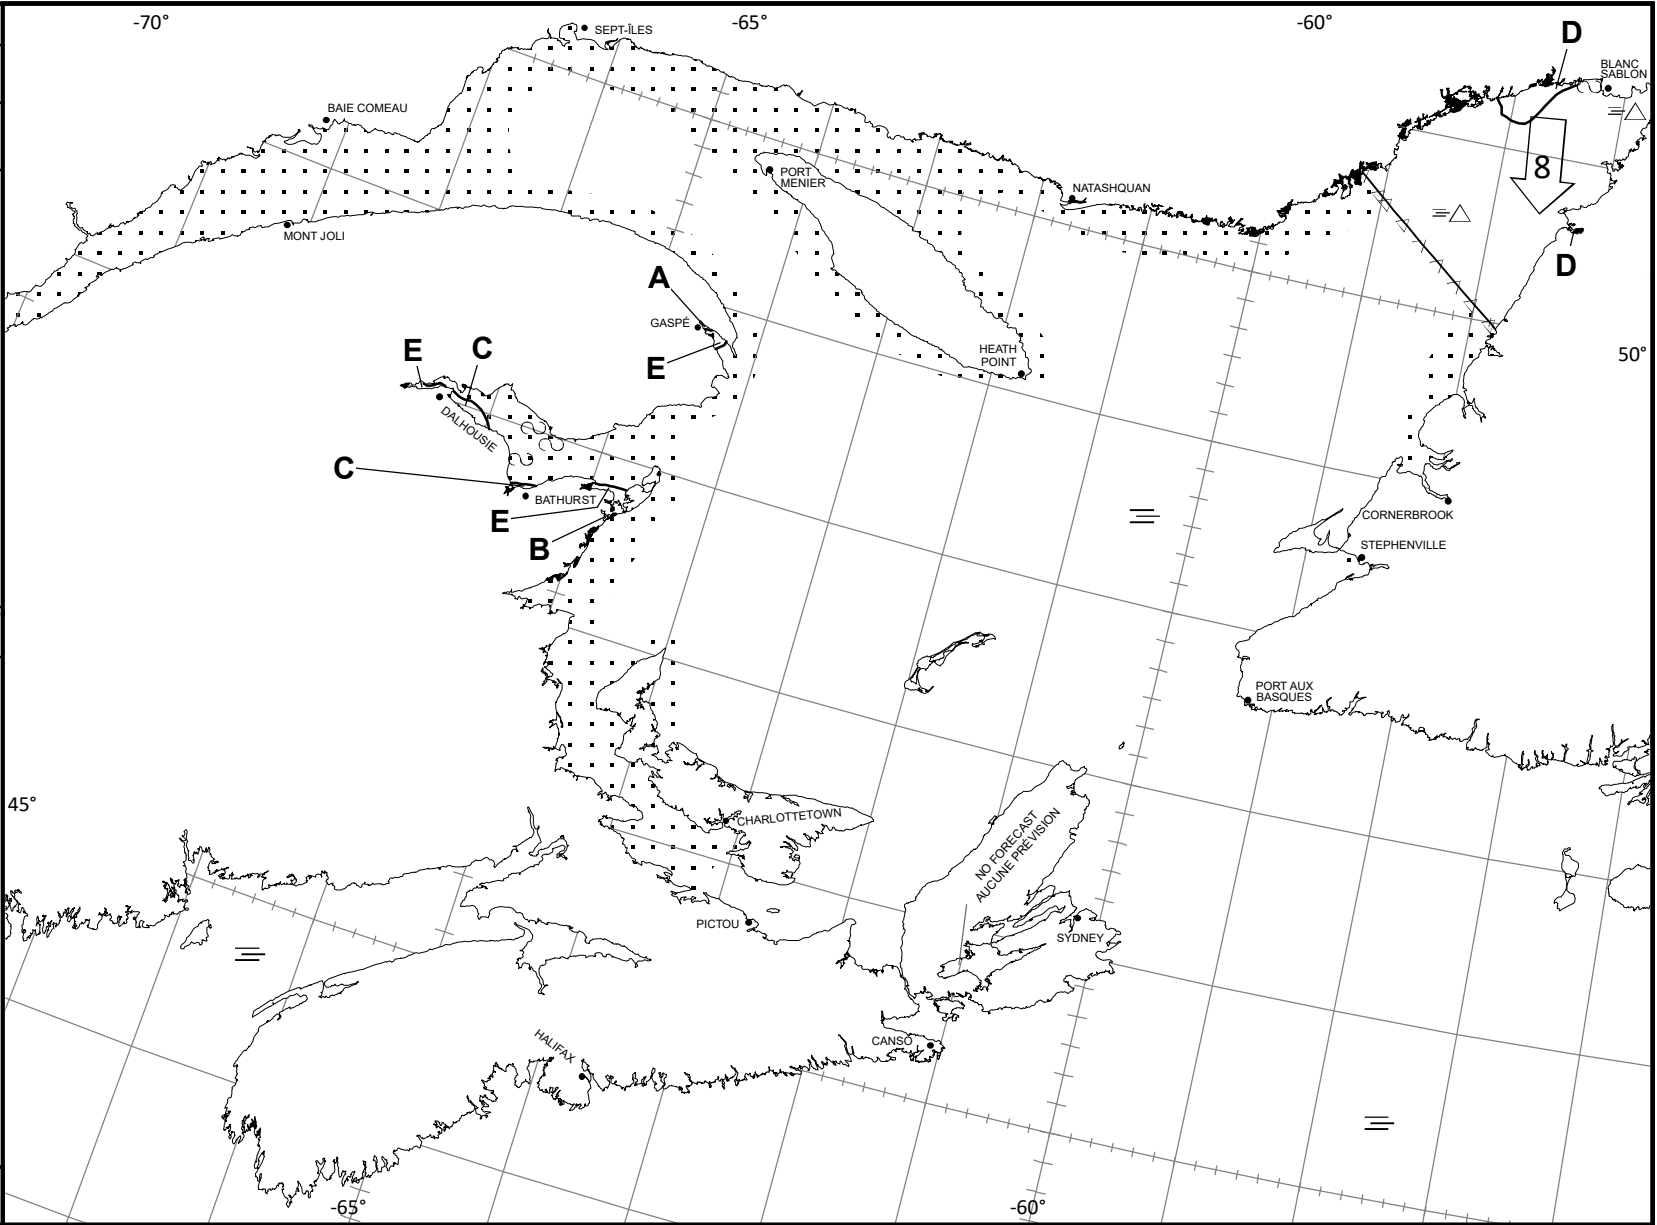 -70°
-65°
-60°
SEPT-ÎLES
D
BLANC
SABLON
BAIE COMEAU
PORT
MENIER
8
NATASHQUAN
MONT JOLI
D
A
GASPÉ
E
HEATH
POINT
50°
E
C
DALHOUSIE
C
BATHURST
E
B
CORNERBROOK
STEPHENVILLE
PORT AUX
BASQUES
45°
CHARLOTTETOWN
NO FORECAST
AUCUNE PRÉVISION
PICTOU
SYDNEY
CANSO
HALIFAX
-65°
-60°